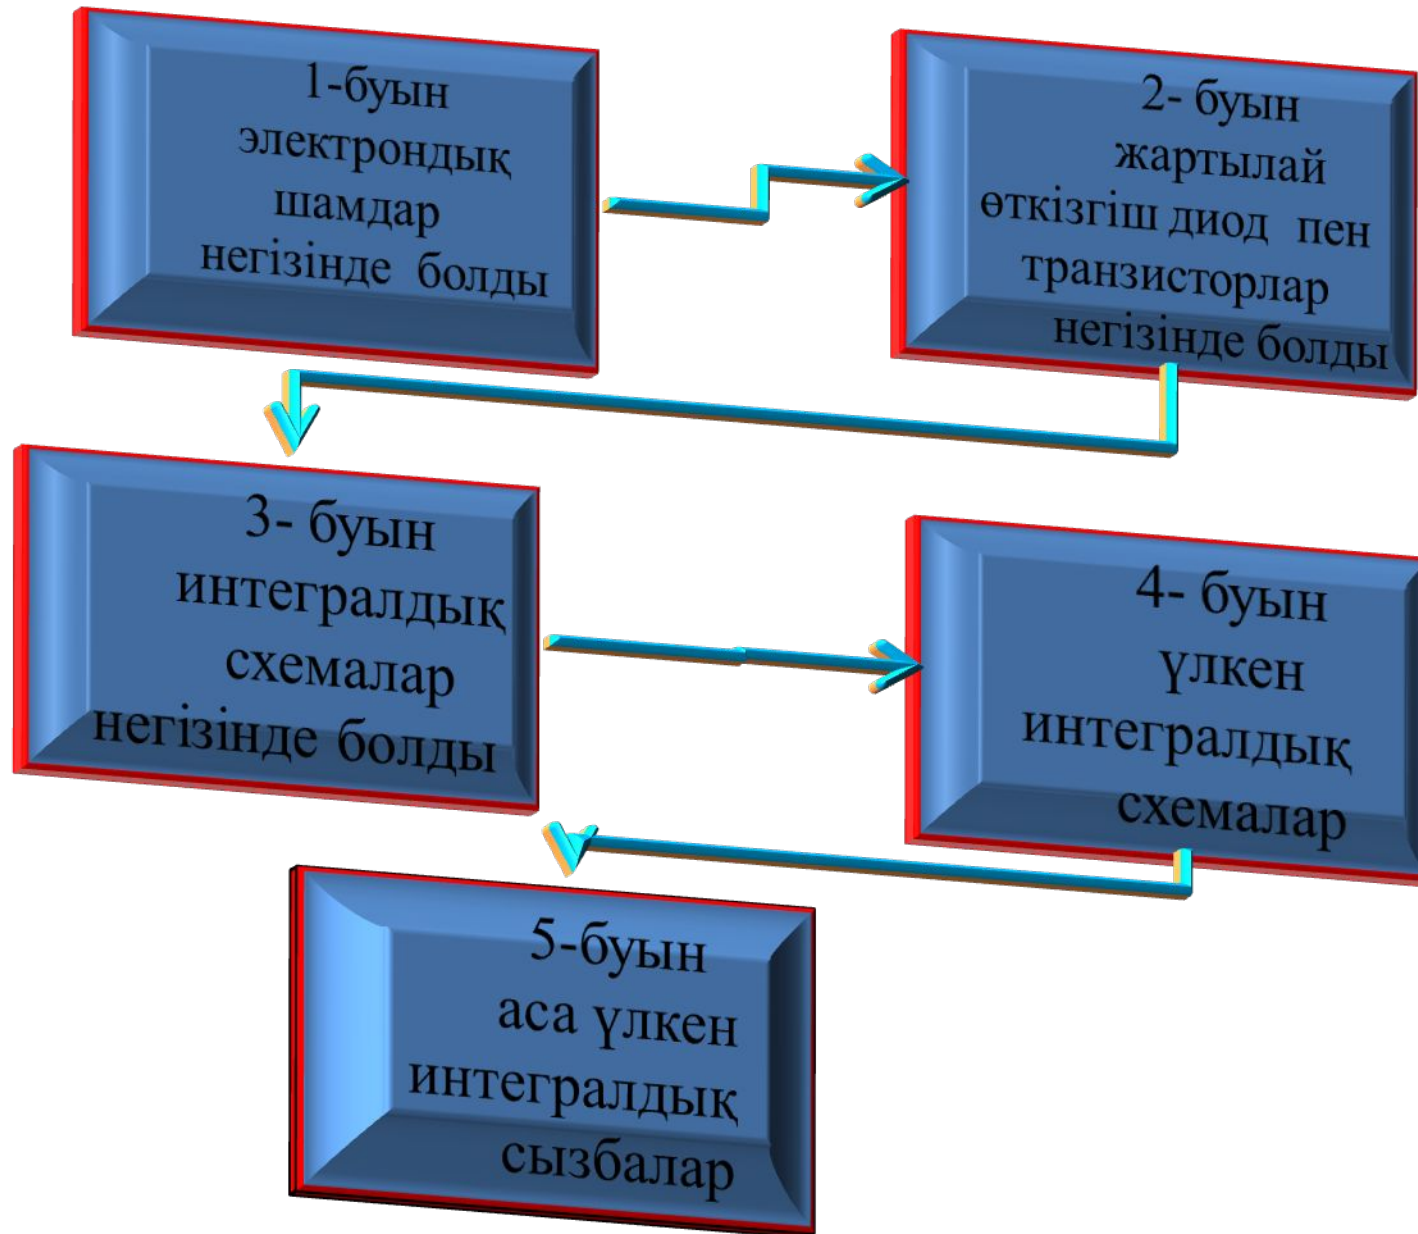 1-буын
электрондық
шамдар
негізінде болды
2- буын
жартылай
өткізгіш диод пен
транзисторлар
негізінде болды
3- буын
интегралдық
схемалар
негізінде болды
4- буын
үлкен
интегралдық
схемалар
5-буын
аса үлкен
интегралдық
сызбалар